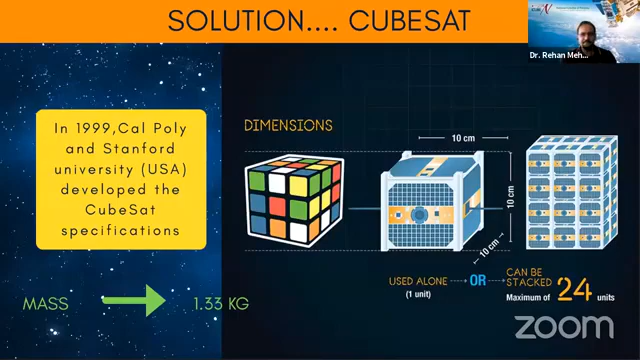 SOLUTION.... CUBESAT
Dr. Rehan Meh...
In 1999,Cal Poly
and Stanford
university (USA)
developed the
CubeSat
specifications
DIMENSIONS
10 cm
10 cm
10 cm
USED ALONE
(1 unit)
OR
CAN BE
STACKED
Maximum of 24 units
MASS
1.33 KG
zoom